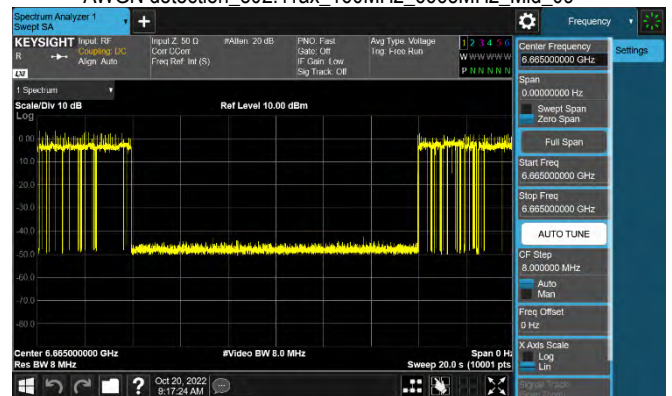 Spectrum Analyzer 1
Swept SA
+
Frequency
KEYSIGHT
Input: RF
Coupling: DC
Align: Auto
Input Z: 50 Ω
Corr CCorr
Freq Ref: Int (S)
#Atten: 20 dB
PNO: Fast
Gate: Off
IF Gain: Low
Sig Track: Off
Avg Type: Voltage
Trig: Free Run
1 2 3 4 5 6
W W W W W W
P N N N N N
R
LXI
Center Frequency
6.665000000 GHz
Settings
Span
0.00000000 Hz
Swept Span
Zero Span
Full Span
Start Freq
6.665000000 GHz
Stop Freq
6.665000000 GHz
AUTO TUNE
CF Step
8.000000 MHz
Auto
Man
Freq Offset
0 Hz
X Axis Scale
Log
Lin
1 Spectrum
Scale/Div 10 dB
Ref Level 10.00 dBm
Log
0.00
-10.0
-30.0
-40.0
-50.0
-60.0
-80.0
Center 6.665000000 GHz
#Video BW 8.0 MHz
Span 0 Hz
Res BW 8 MHz
Sweep 20.0 s (10001 pts
?
Oct 20, 2022
9:17:24 AM